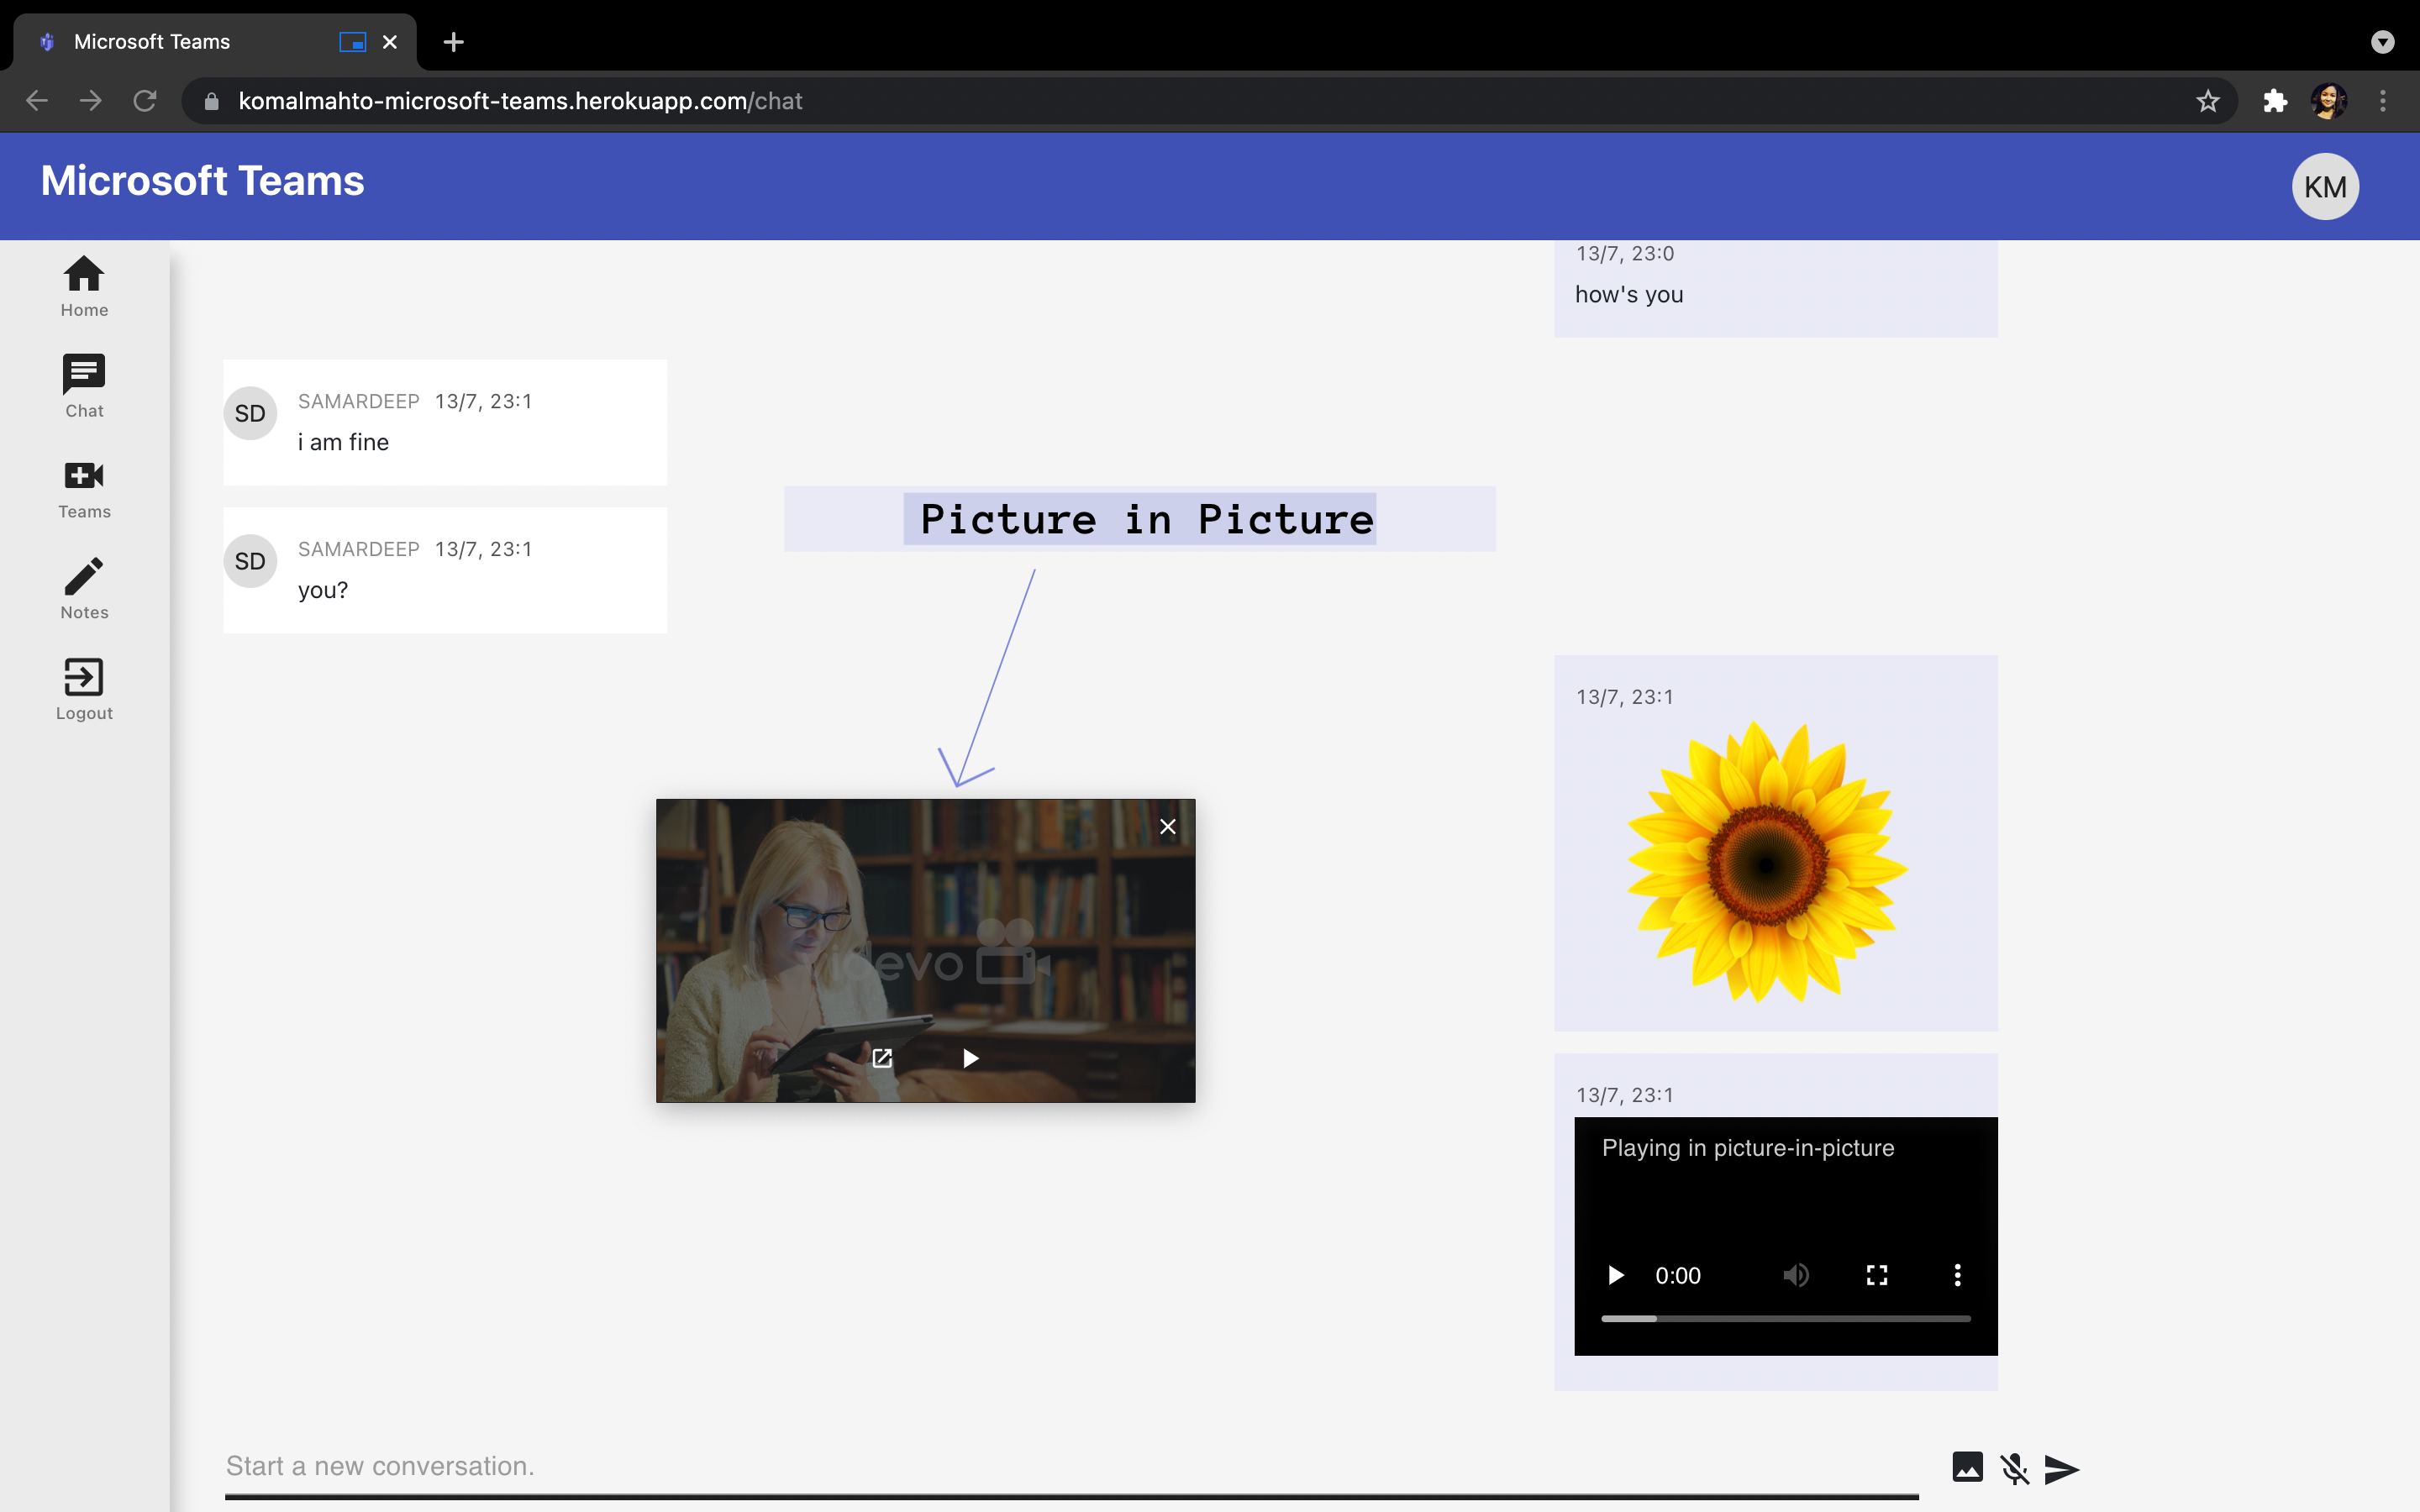 Microsoft Teams
komalmahto-microsoft-teams.herokuapp.com/chat
Microsoft Teams
KM
Home
Chat
Teams
Notes
Logout
13/7, 23:0
how's you
SD
SAMARDEEP 13/7, 23:1
i am fine
SD
SAMARDEEP 13/7, 23:1
you?
Picture in Picture
13/7, 23:1
13/7, 23:1
Playing in picture-in-picture
0:00
Start a new conversation.